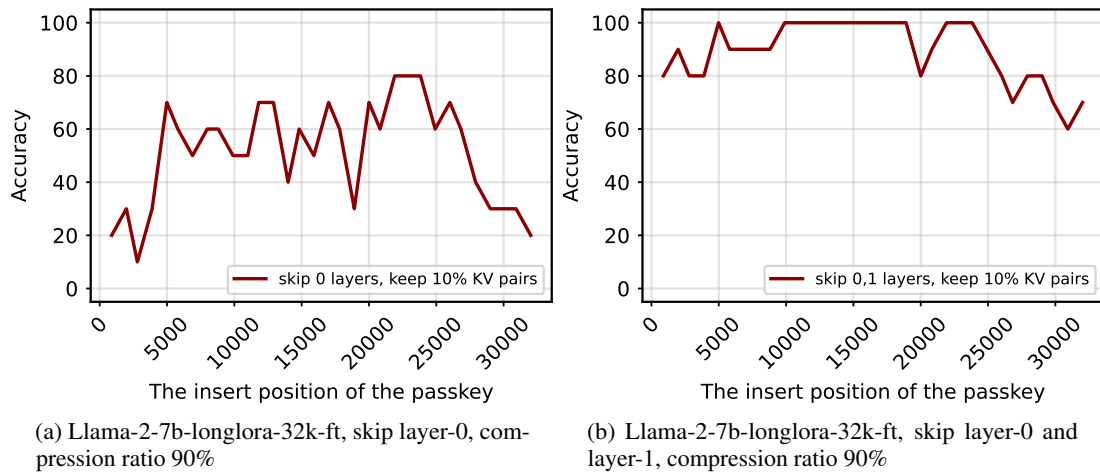 100
80
60
40
20
0
Accuracy
skip 0 layers, keep 10% KV pairs
0
5000
10000
15000
20000
25000
30000
The insert position of the passkey
(a) Llama-2-7b-longlora-32k-ft, skip layer-0, com-
pression ratio 90%
100
80
60
40
20
0
Accuracy
skip 0,1 layers, keep 10% KV pairs
0
5000
10000
15000
20000
25000
30000
The insert position of the passkey
(b) Llama-2-7b-longlora-32k-ft, skip layer-0 and
layer-1, compression ratio 90%